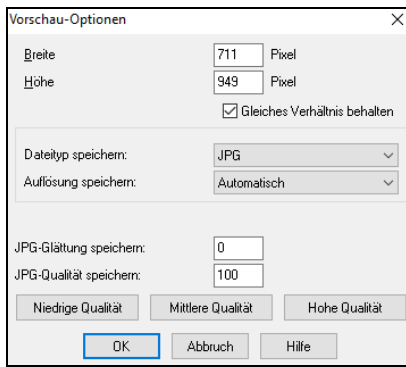 Vorschau-Optionen
Breite 711 Pixel
Höhe 949 Pixel
Gleiches Verhältnis behalten
Dateityp speichern: JPG
Auflösung speichern: Automatisch
JPG-Glättung speichern: 0
JPG-Qualität speichern: 100
Niedrige Qualität Mittlere Qualität Hohe Qualität
OK Abbruch Hilfe